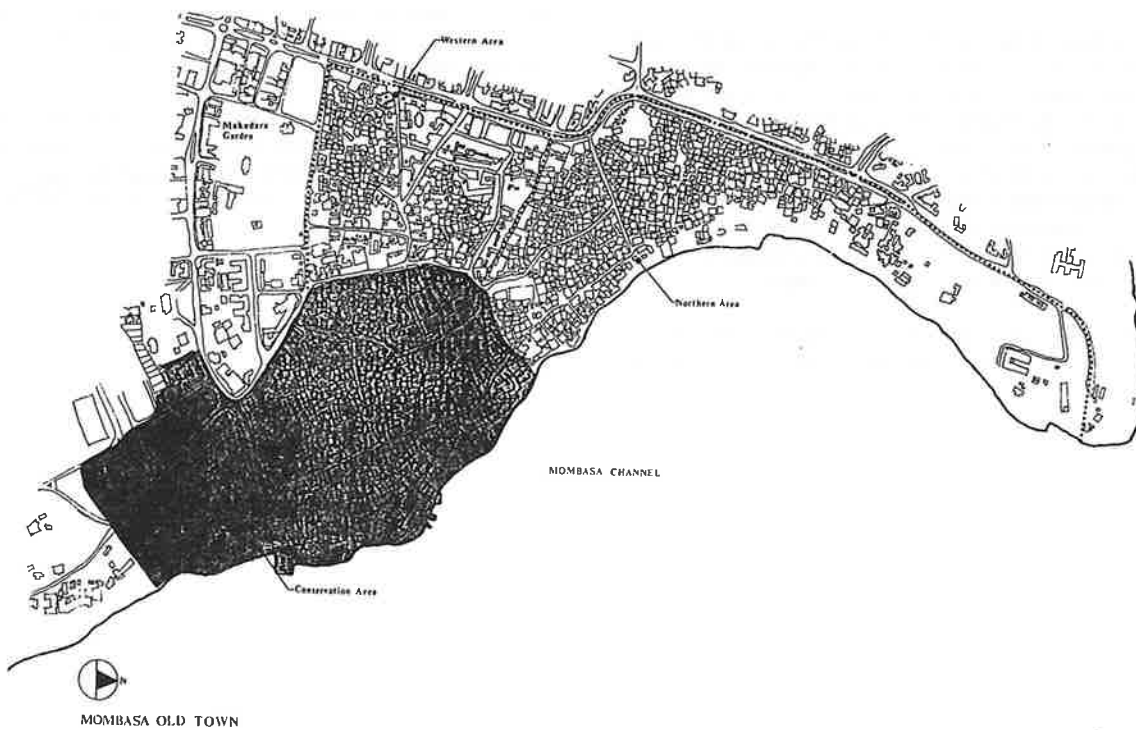 Western Area
Makadara
Garden
Northern Area
MOMBASA CHANNEL
Conservation Area
N
MOMBASA OLD TOWN